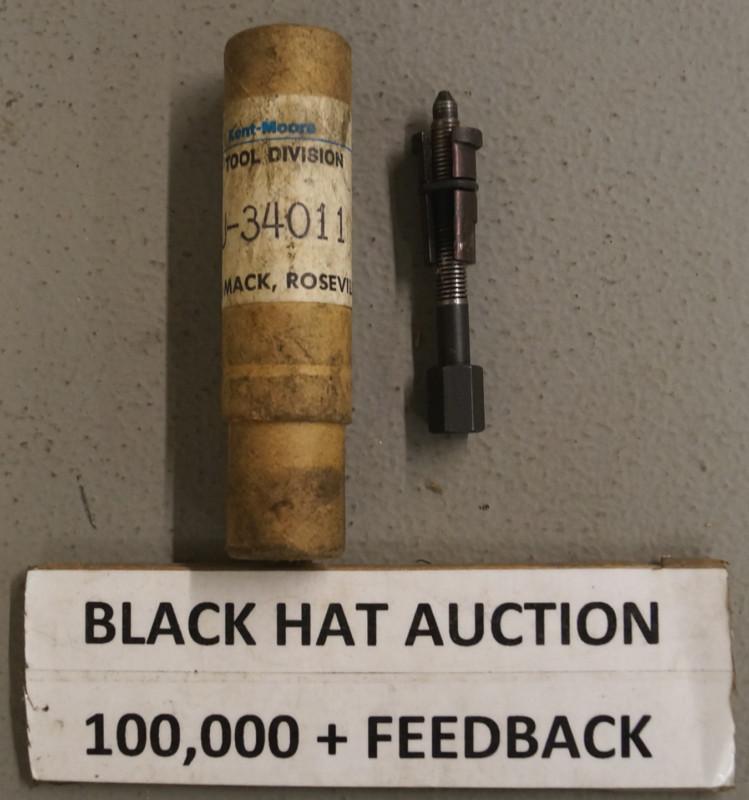 Kent-Moore
TOOL DIVISION
J-34011
MACK, ROSEVIL
BLACK HAT AUCTION
100,000 + FEEDBACK